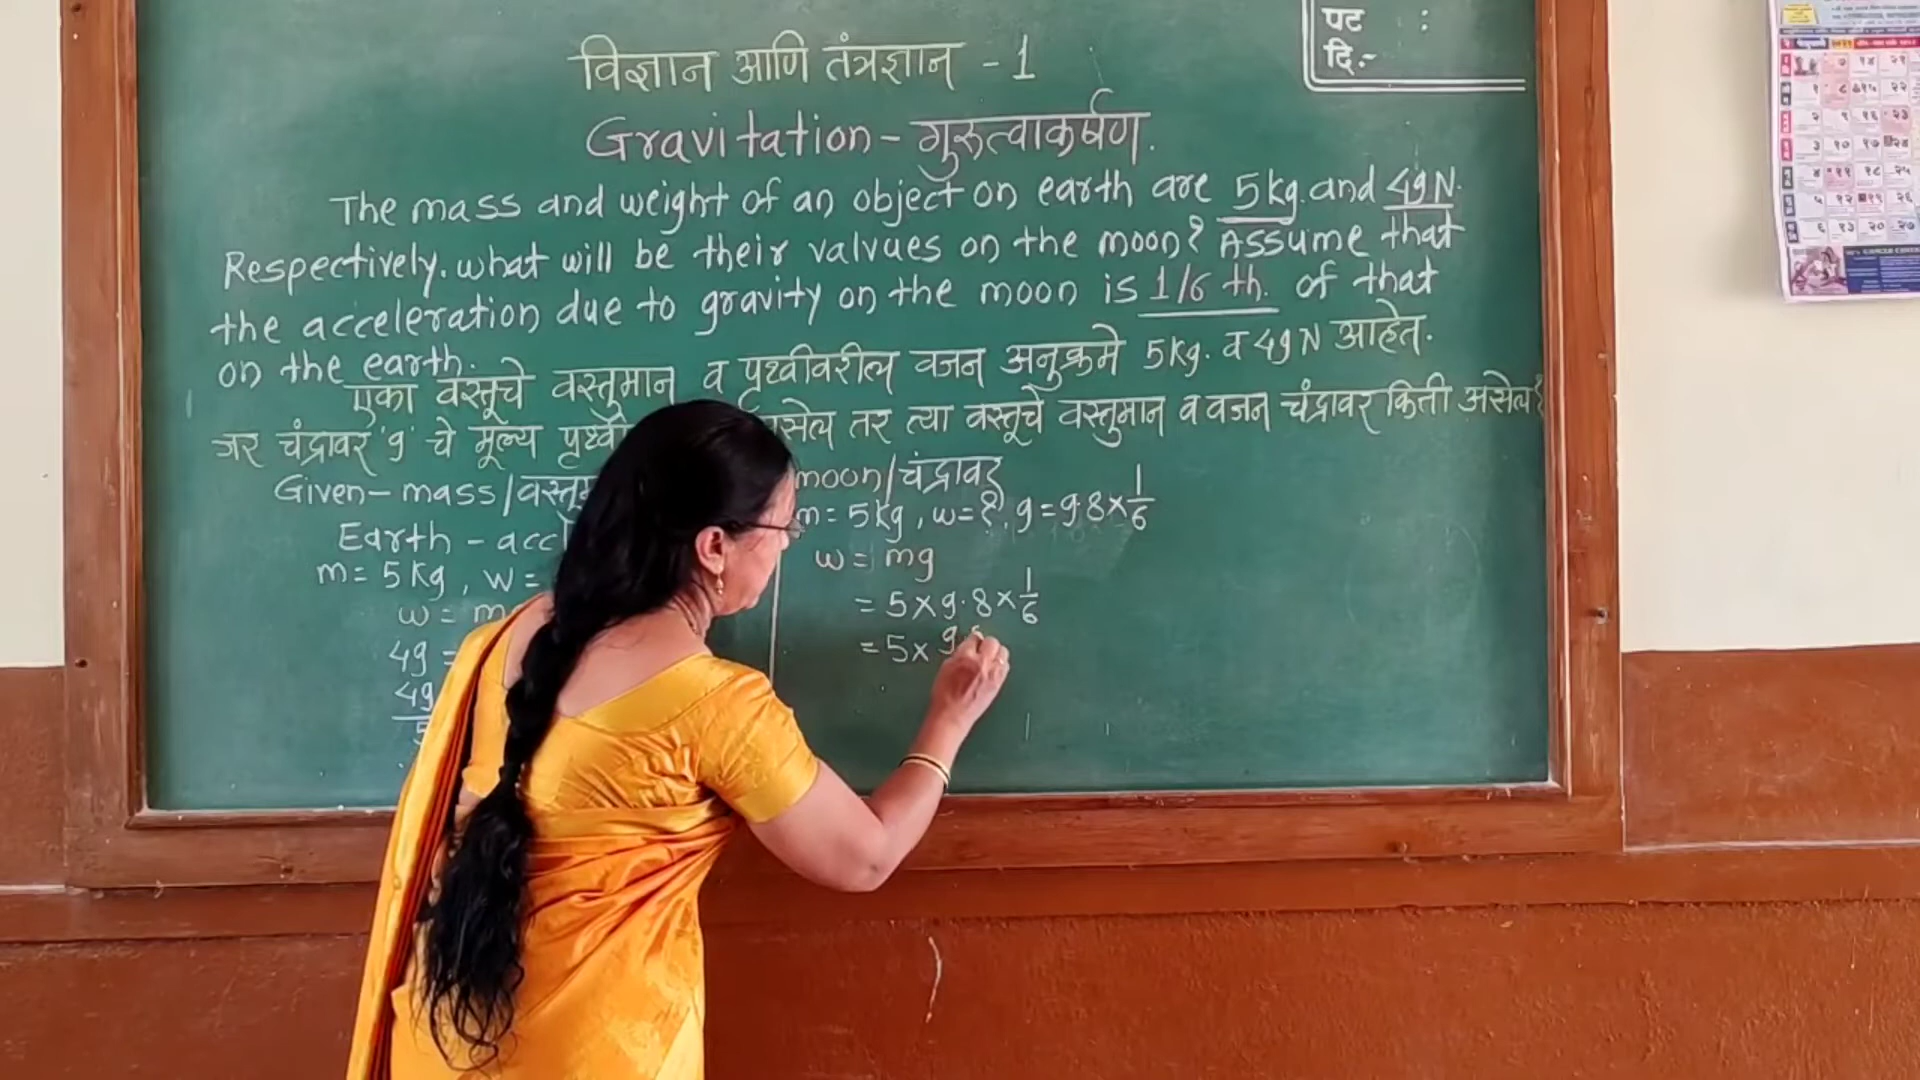 पट :
दि.-
विज्ञान आणि तंत्रज्ञान - 1
Gravitation - गुरुत्वाकर्षण.
The mass and weight of an object on earth are 5kg. and 49N.
Respectively. what will be their valvues on the moon? Assume that
the acceleration due to gravity on the moon is 1/6 th. of that
on the earth.
एका वस्तूचे वस्तुमान व पृथ्वीवरील वजन अनुक्रमे 5kg. व 49N आहेत.
जर चंद्रावर 'g' चे मूल्य तर त्या वस्तूचे वस्तुमान व वजन चंद्रावर किती असेल?
Given - mass/
Earth -
m = 5kg, W =
w =
49 =
49
moon/चंद्रावर
m = 5kg, w = ?, g = 9.8 × 1/6
w = mg
= 5 × 9.8 × 1/6
= 5 × 9.